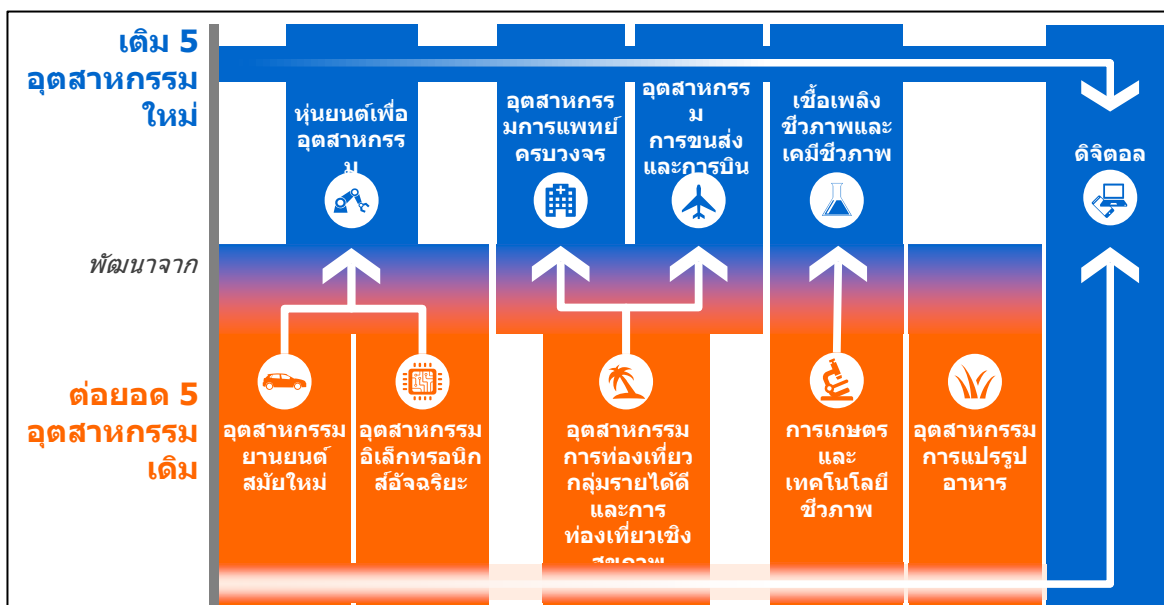 เติม 5
อุตสาหกรรม
ใหม่
หุ่นยนต์เพื่อ
อุตสาหกรร
ม
อุตสาหกร
รมการแพทย์
ครบวงจร
อุตสาหกรร
ม
การขนส่ง
และการบิน
เชื้อเพลิง
ชีวภาพและ
เคมีชีวภาพ
ดิจิตอล
พัฒนาจาก
ต่อยอด 5
อุตสาหกรรม
เดิม
อุตสาหกรรม
ยานยนต์
สมัยใหม่
อุตสาหกรรม
อิเล็กทรอนิก
ส์อัจฉริยะ
อุตสาหกรรม
การท่องเที่ยว
กลุ่มรายได้ดี
และการ
ท่องเที่ยวเชิง
สุขภาพ
การเกษตร
และ
เทคโนโลยี
ชีวภาพ
อุตสาหกรรม
การแปรรูป
อาหาร